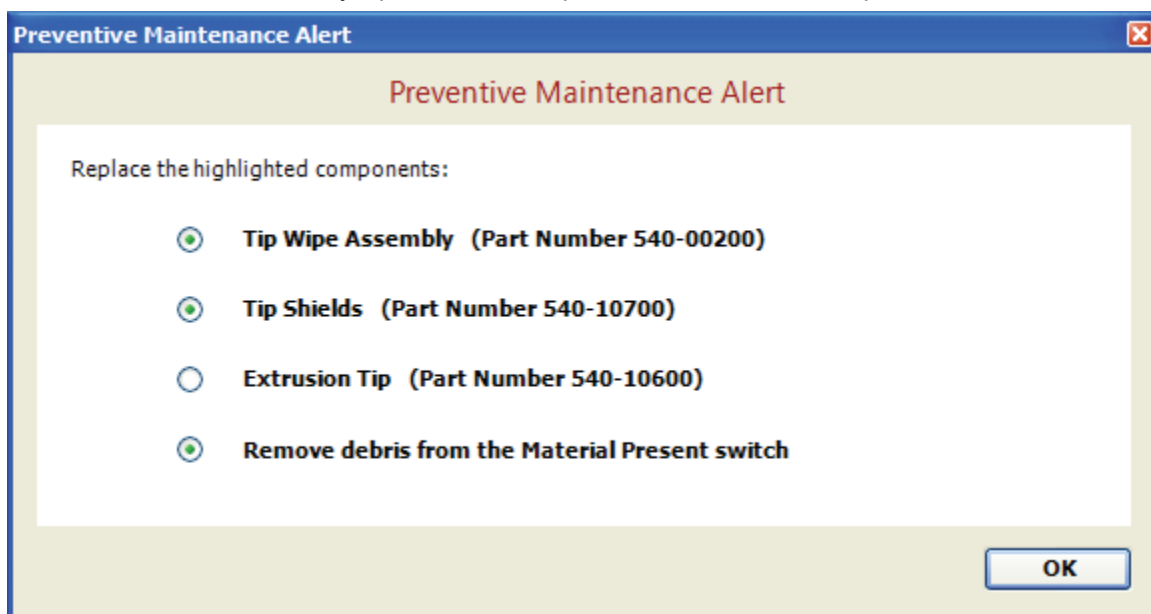 Preventive Maintenance Alert
Preventive Maintenance Alert
Replace the highlighted components:
Tip Wipe Assembly (Part Number 540-00200)
Tip Shields (Part Number 540-10700)
Extrusion Tip (Part Number 540-10600)
Remove debris from the Material Present switch
OK